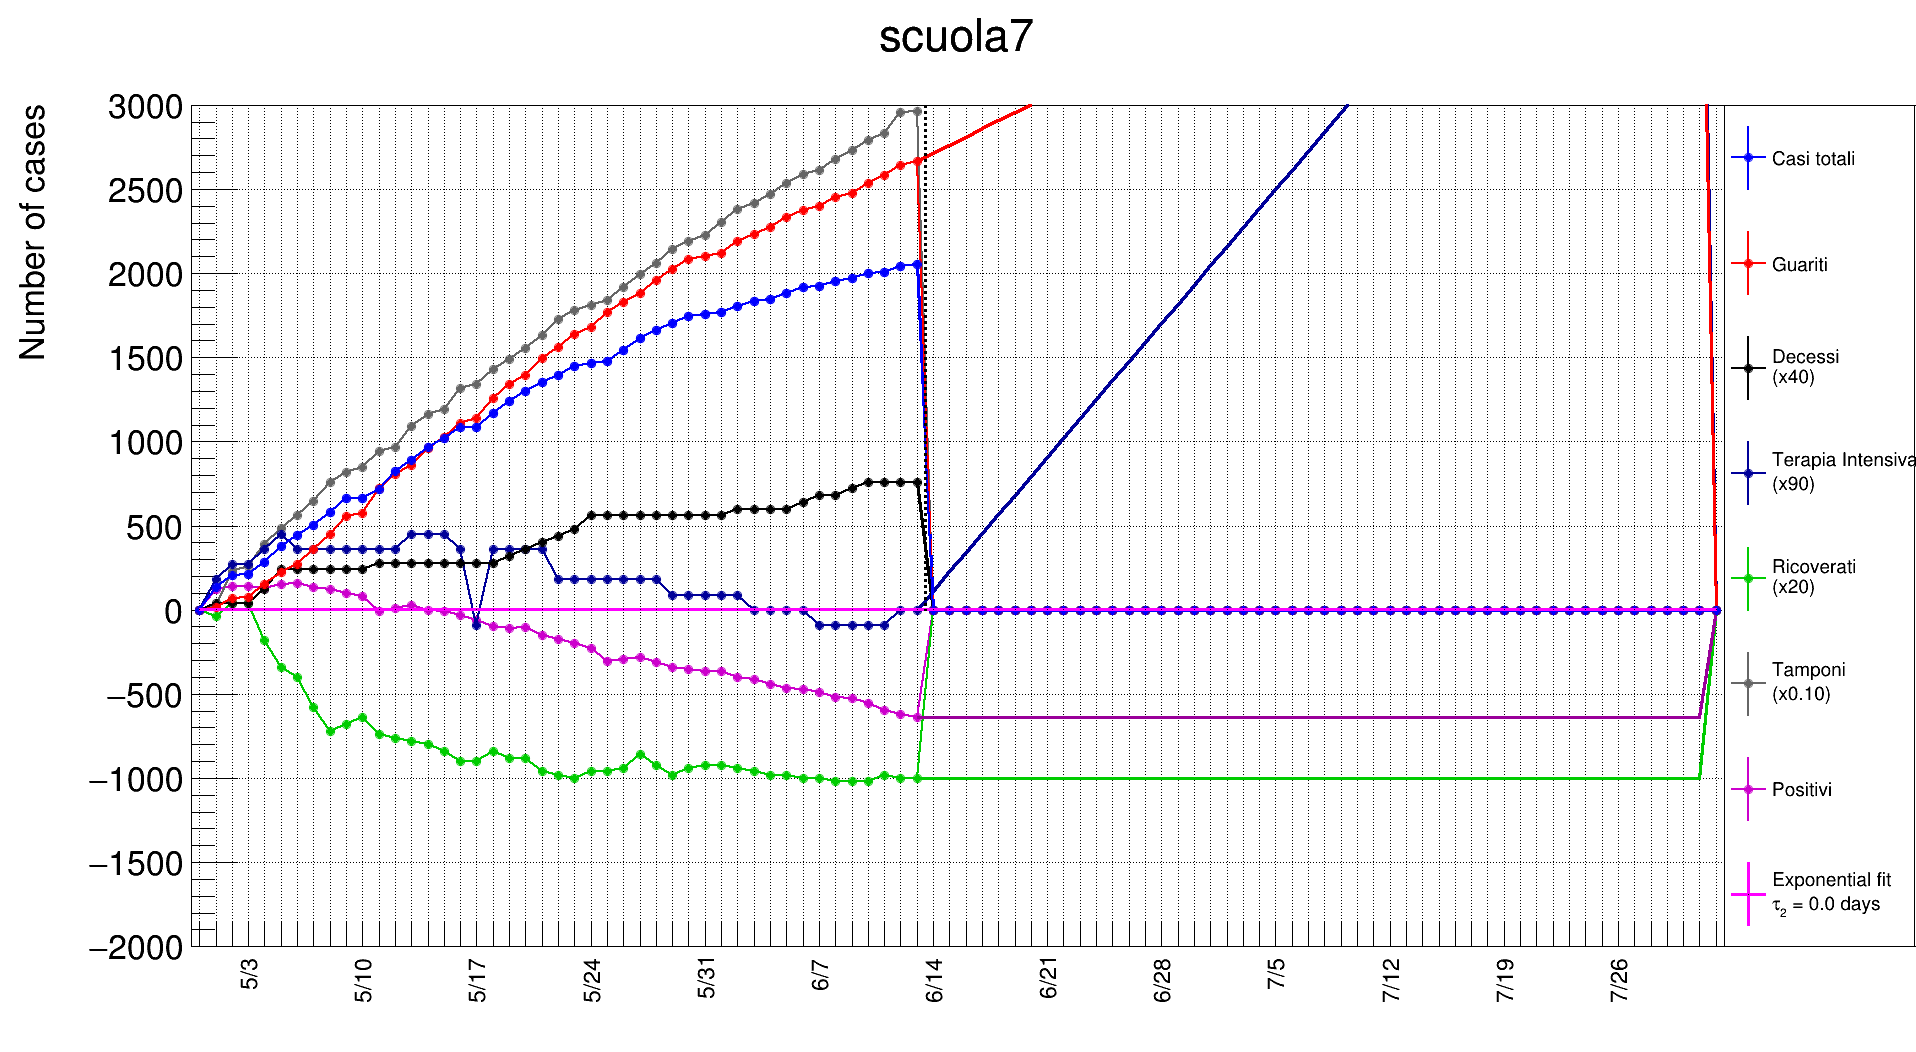 scuola7
Number of cases
3000
2500
2000
1500
1000
500
0
−500
−1000
−1500
−2000
5/3
5/10
5/17
5/24
5/31
6/7
6/14
6/21
6/28
7/5
7/12
7/19
7/26
Casi totali
Guariti
Decessi
(x40)
Terapia Intensiva
(x90)
Ricoverati
(x20)
Tamponi
(x0.10)
Positivi
Exponential fit
τ2 = 0.0 days